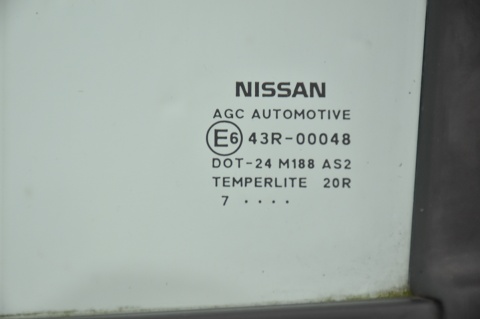 NISSAN
AGC AUTOMOTIVE
E6 43R-00048
DOT-24 M188 AS2
TEMPERLITE 20R
7 ....